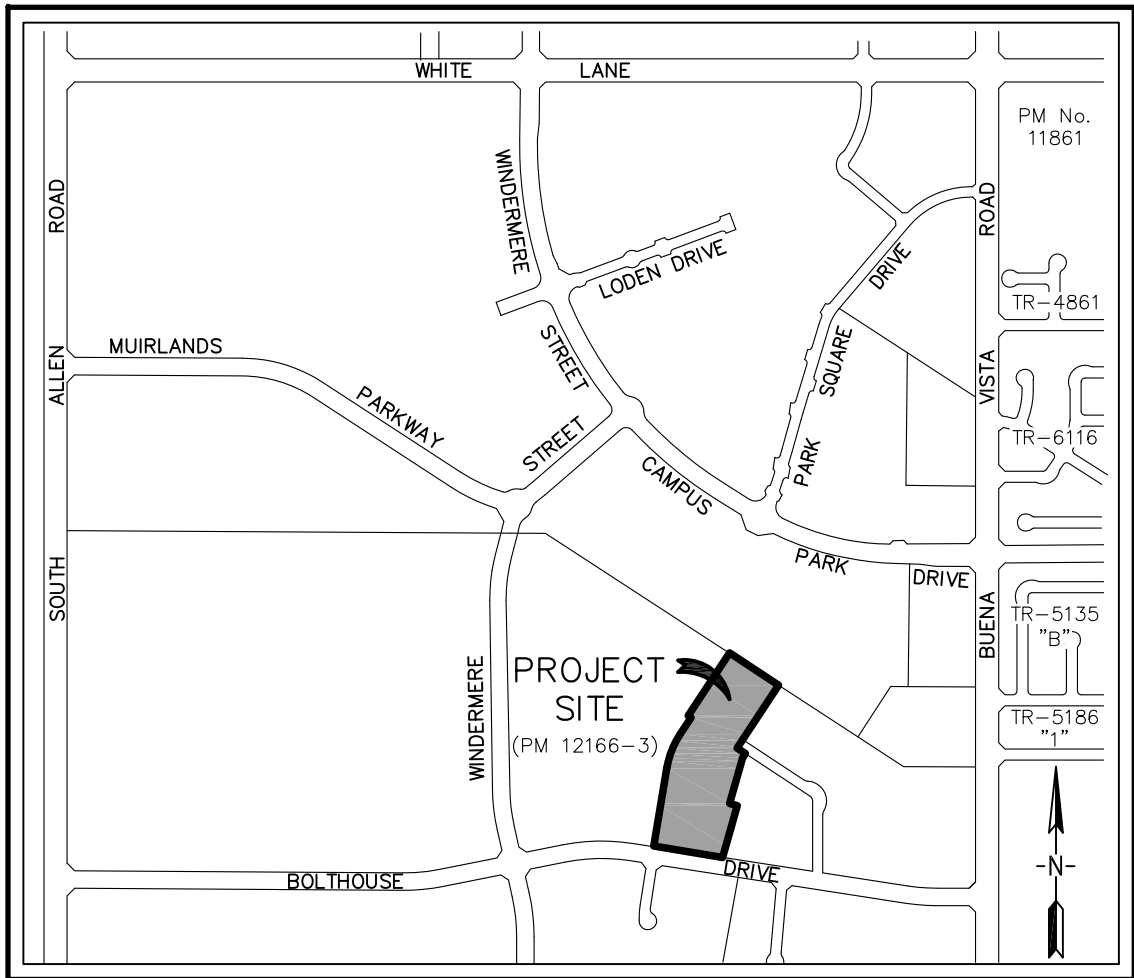 WHITE LANE
PM No.
11861
ROAD
WINDERMERE
ROAD
LODEN DRIVE
DRIVE
TR-4861
MUIRLANDS
STREET
SQUARE
ALLEN
VISTA
PARKWAY
STREET
TR-6116
CAMPUS
PARK
PARK
DRIVE
SOUTH
BUENA
TR-5135
"B"
WINDERMERE
PROJECT
SITE
(PM 12166-3)
TR-5186
"1"
BOLTHOUSE
DRIVE
-N-